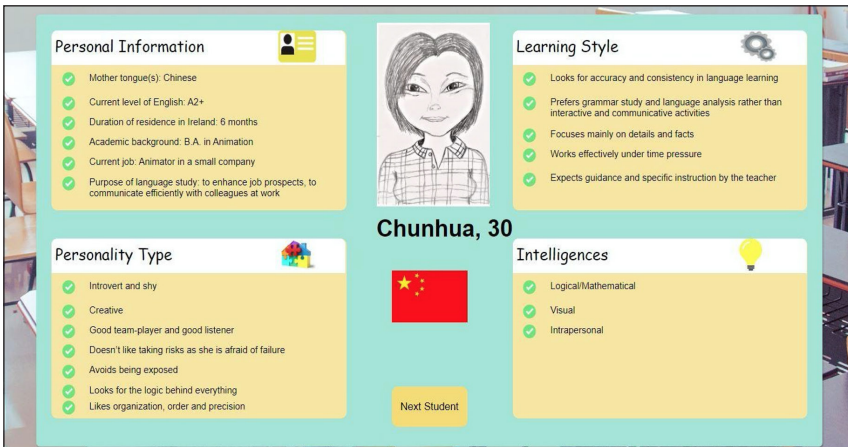 Personal Information
Mother tongue(s): Chinese
Current level of English: A2+
Duration of residence in Ireland: 6 months
Academic background: B.A. in Animation
Current job: Animator in a small company
Purpose of language study: to enhance job prospects, to
communicate efficiently with colleagues at work
Learning Style
Looks for accuracy and consistency in language learning
Prefers grammar study and language analysis rather than
interactive and communicative activities
Focuses mainly on details and facts
Works effectively under time pressure
Expects guidance and specific instruction by the teacher
Chunhua, 30
Personality Type
Introvert and shy
Creative
Good team-player and good listener
Doesn't like taking risks as she is afraid of failure
Avoids being exposed
Looks for the logic behind everything
Likes organization, order and precision
Intelligences
Logical/Mathematical
Visual
Intrapersonal
Next Student